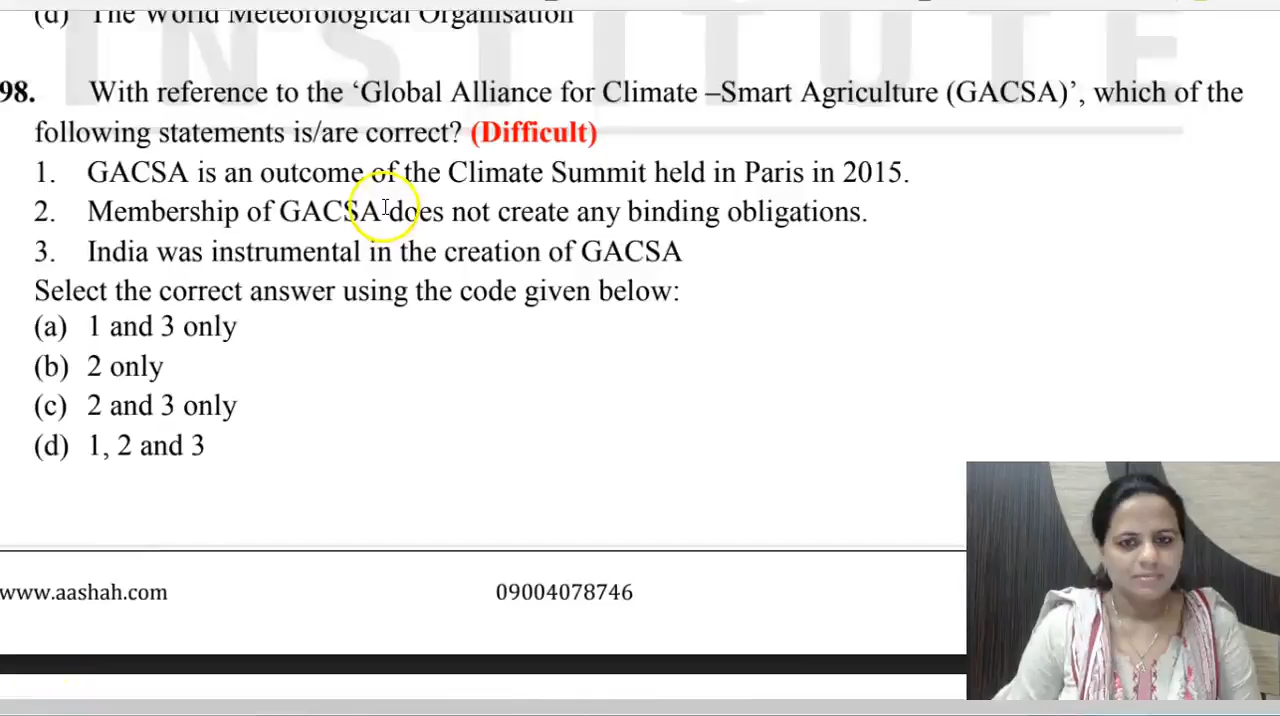 (d) The World Meteorological Organisation
INSTITUTE
98. With reference to the ‘Global Alliance for Climate –Smart Agriculture (GACSA)’, which of the
following statements is/are correct? (Difficult)
1. GACSA is an outcome of the Climate Summit held in Paris in 2015.
2. Membership of GACSA does not create any binding obligations.
3. India was instrumental in the creation of GACSA
Select the correct answer using the code given below:
(a) 1 and 3 only
(b) 2 only
(c) 2 and 3 only
(d) 1, 2 and 3
www.aashah.com 09004078746